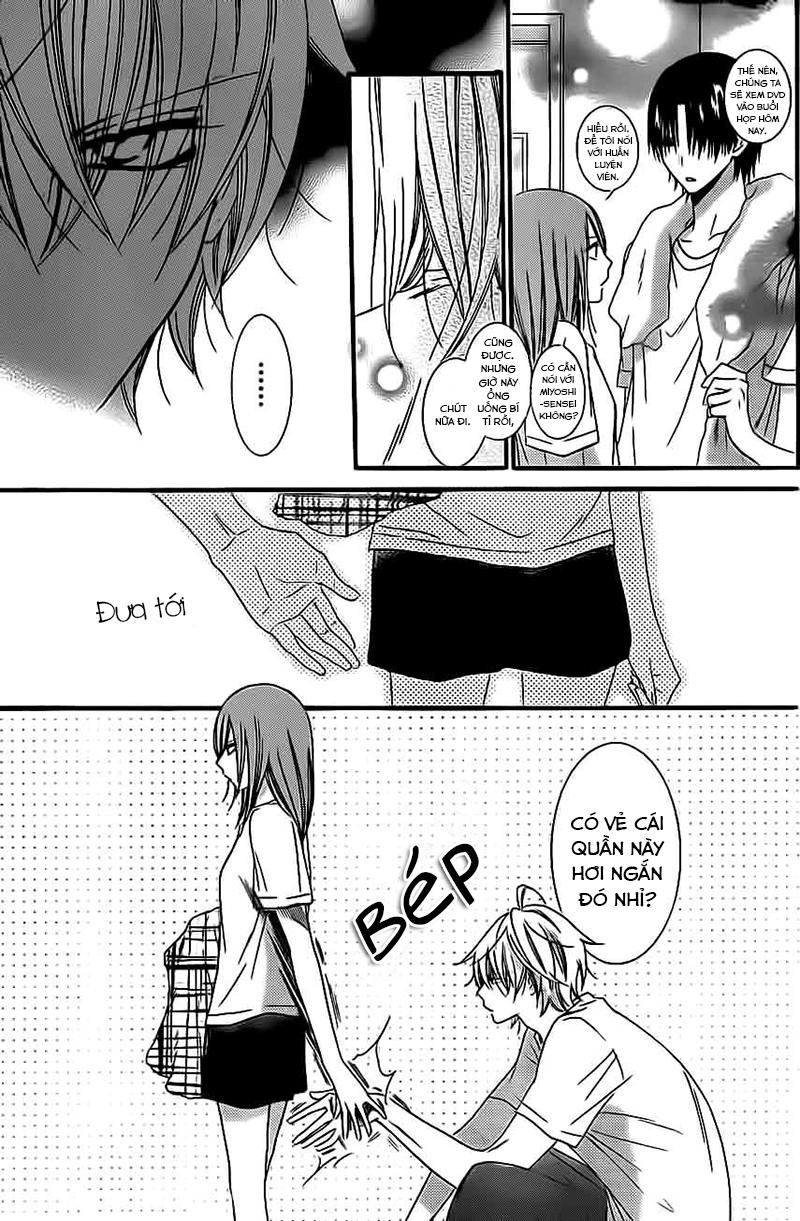 THẾ NÊN,
CHÚNG TA
SẼ XEM DVD
VÀO BUỔI
HỌP HÔM
NAY.
HIỂU RỒI.
ĐỂ TÔI NÓI
VỚI HUẤN
LUYỆN
VIÊN.
CÓ CẦN
NÓI VỚI
MIYOSHI
-SENSEI
KHÔNG?
CŨNG
ĐƯỢC.
NHƯNG
GIỜ NÀY
ỔNG
UỐNG BÍ
TỈ RỒI,
CHÚT
NỮA ĐI.
......
Đưa tới
BÉP
CÓ VẺ CÁI
QUẦN NÀY
HƠI NGẮN
ĐÓ NHỈ?